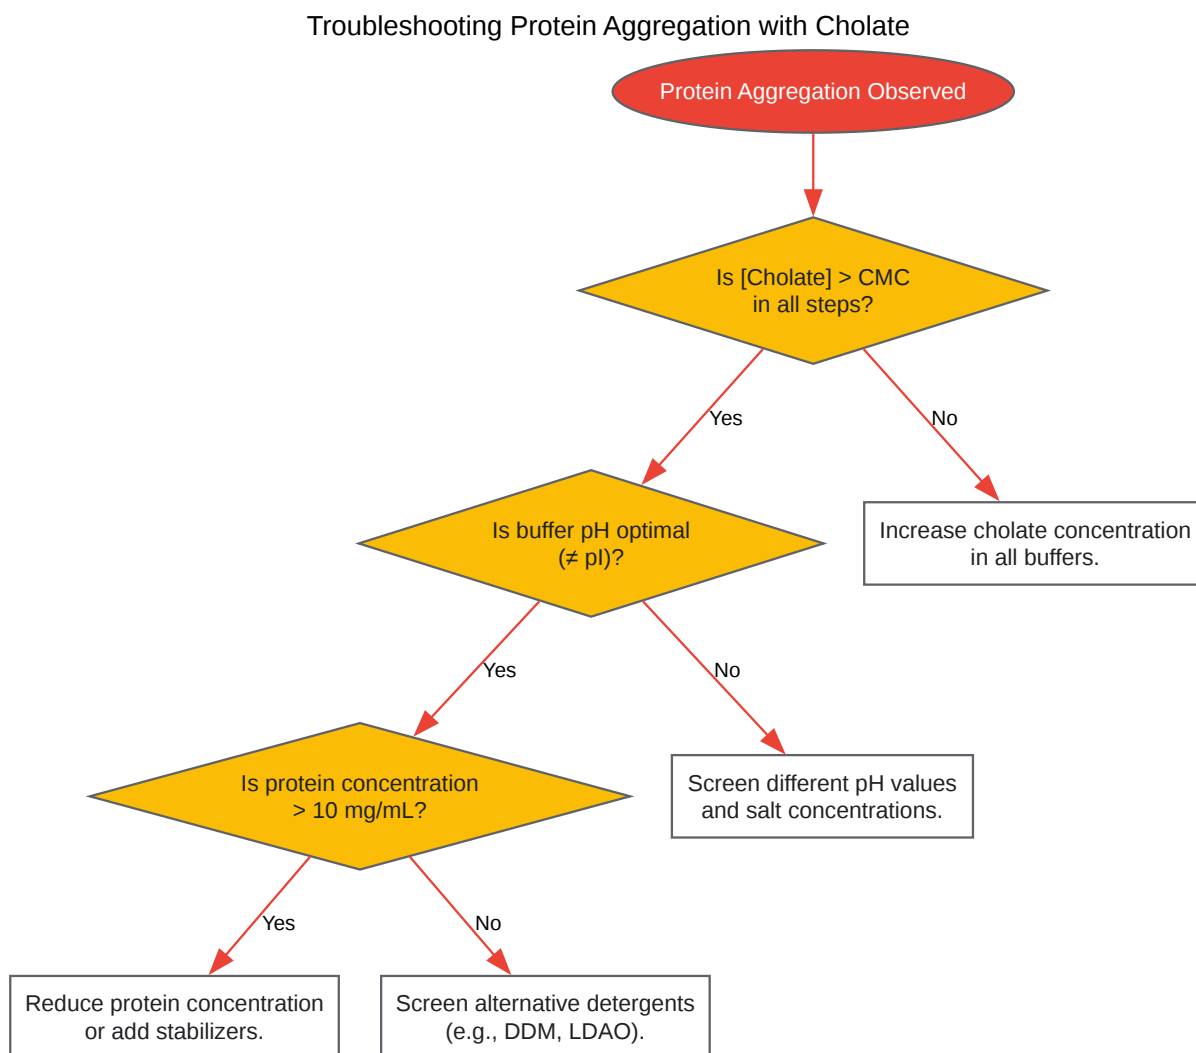 Troubleshooting Protein Aggregation with Cholate
Protein Aggregation Observed
Is [Cholate] > CMC
in all steps?
Yes
No
Is buffer pH optimal
(≠ pI)?
Increase cholate concentration
in all buffers.
Yes
No
Is protein concentration
> 10 mg/mL?
Screen different pH values
and salt concentrations.
Yes
No
Reduce protein concentration
or add stabilizers.
Screen alternative detergents
(e.g., DDM, LDAO).